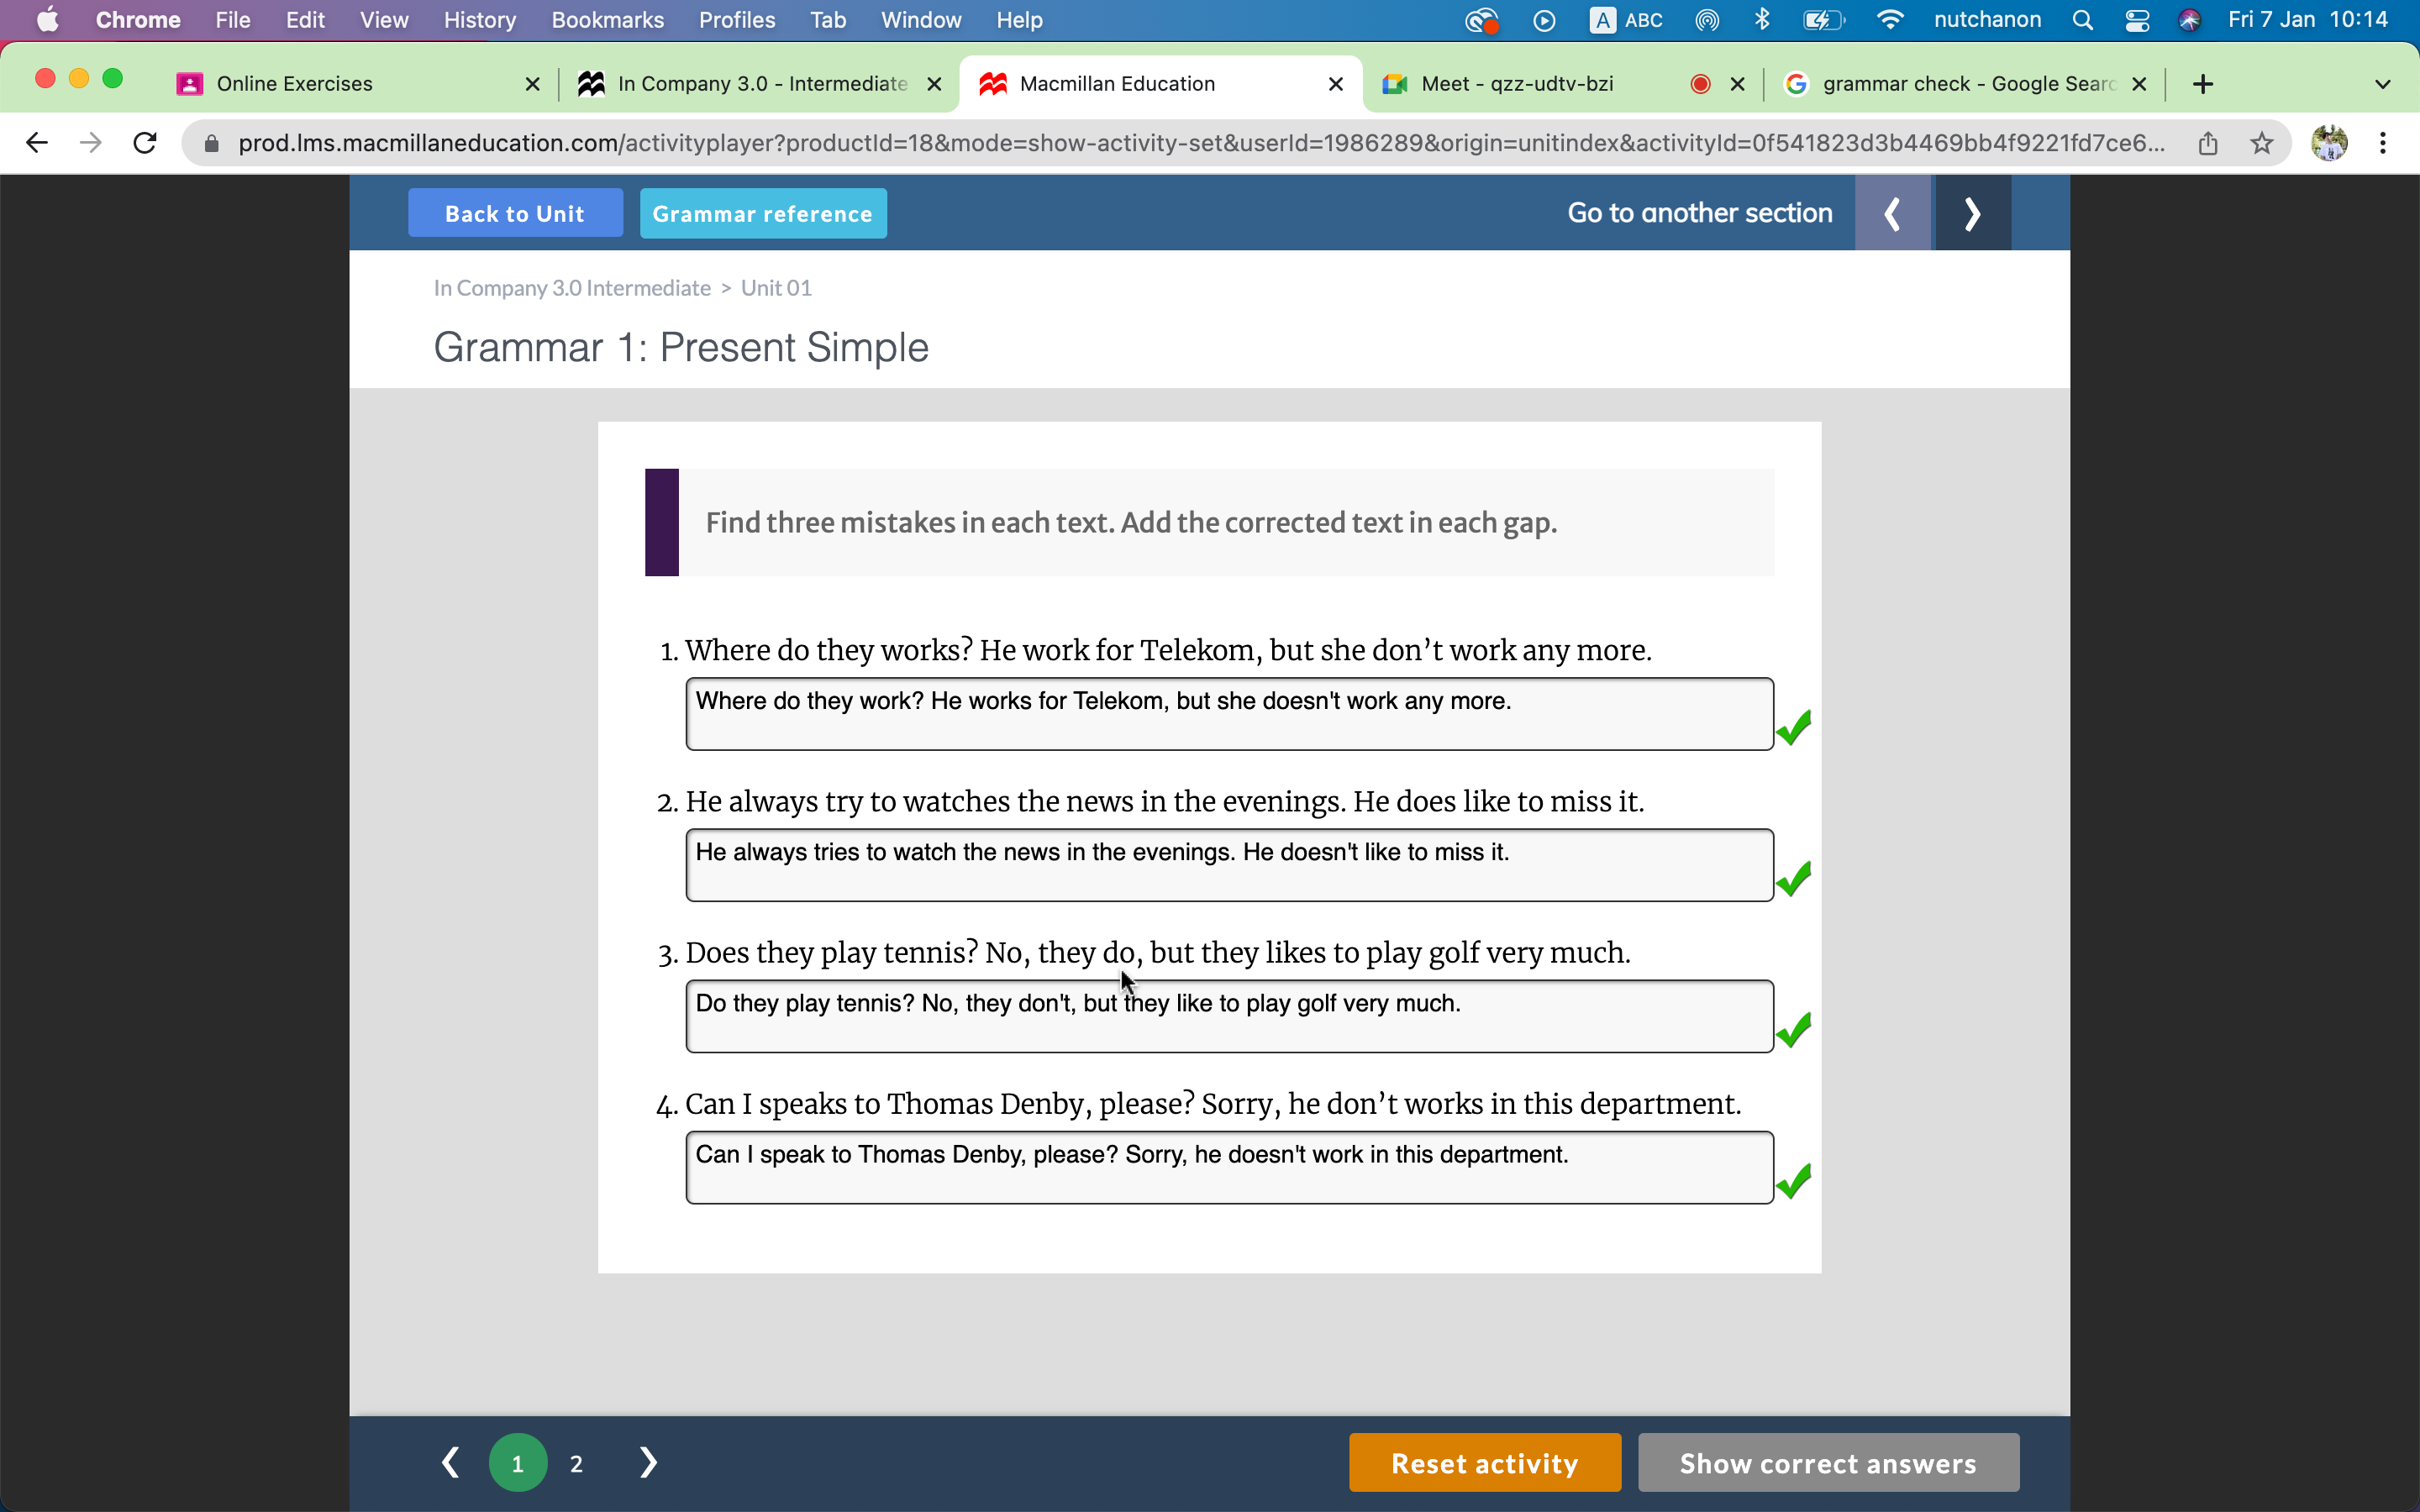 Chrome File Edit View History Bookmarks Profiles Tab Window Help A ABC nutchanon Fri 7 Jan 10:14
Online Exercises In Company 3.0 - Intermediate Macmillan Education Meet - qzz-udtv-bzi grammar check - Google Searc
prod.lms.macmillaneducation.com/activityplayer?productId=18&mode=show-activity-set&userId=1986289&origin=unitindex&activityId=0f541823d3b4469bb4f9221fd7ce6...
Back to Unit Grammar reference Go to another section
In Company 3.0 Intermediate > Unit 01
Grammar 1: Present Simple
Find three mistakes in each text. Add the corrected text in each gap.
1. Where do they works? He work for Telekom, but she don’t work any more.
Where do they work? He works for Telekom, but she doesn't work any more.
2. He always try to watches the news in the evenings. He does like to miss it.
He always tries to watch the news in the evenings. He doesn't like to miss it.
3. Does they play tennis? No, they do, but they likes to play golf very much.
Do they play tennis? No, they don't, but they like to play golf very much.
4. Can I speaks to Thomas Denby, please? Sorry, he don’t works in this department.
Can I speak to Thomas Denby, please? Sorry, he doesn't work in this department.
1 2 Reset activity Show correct answers